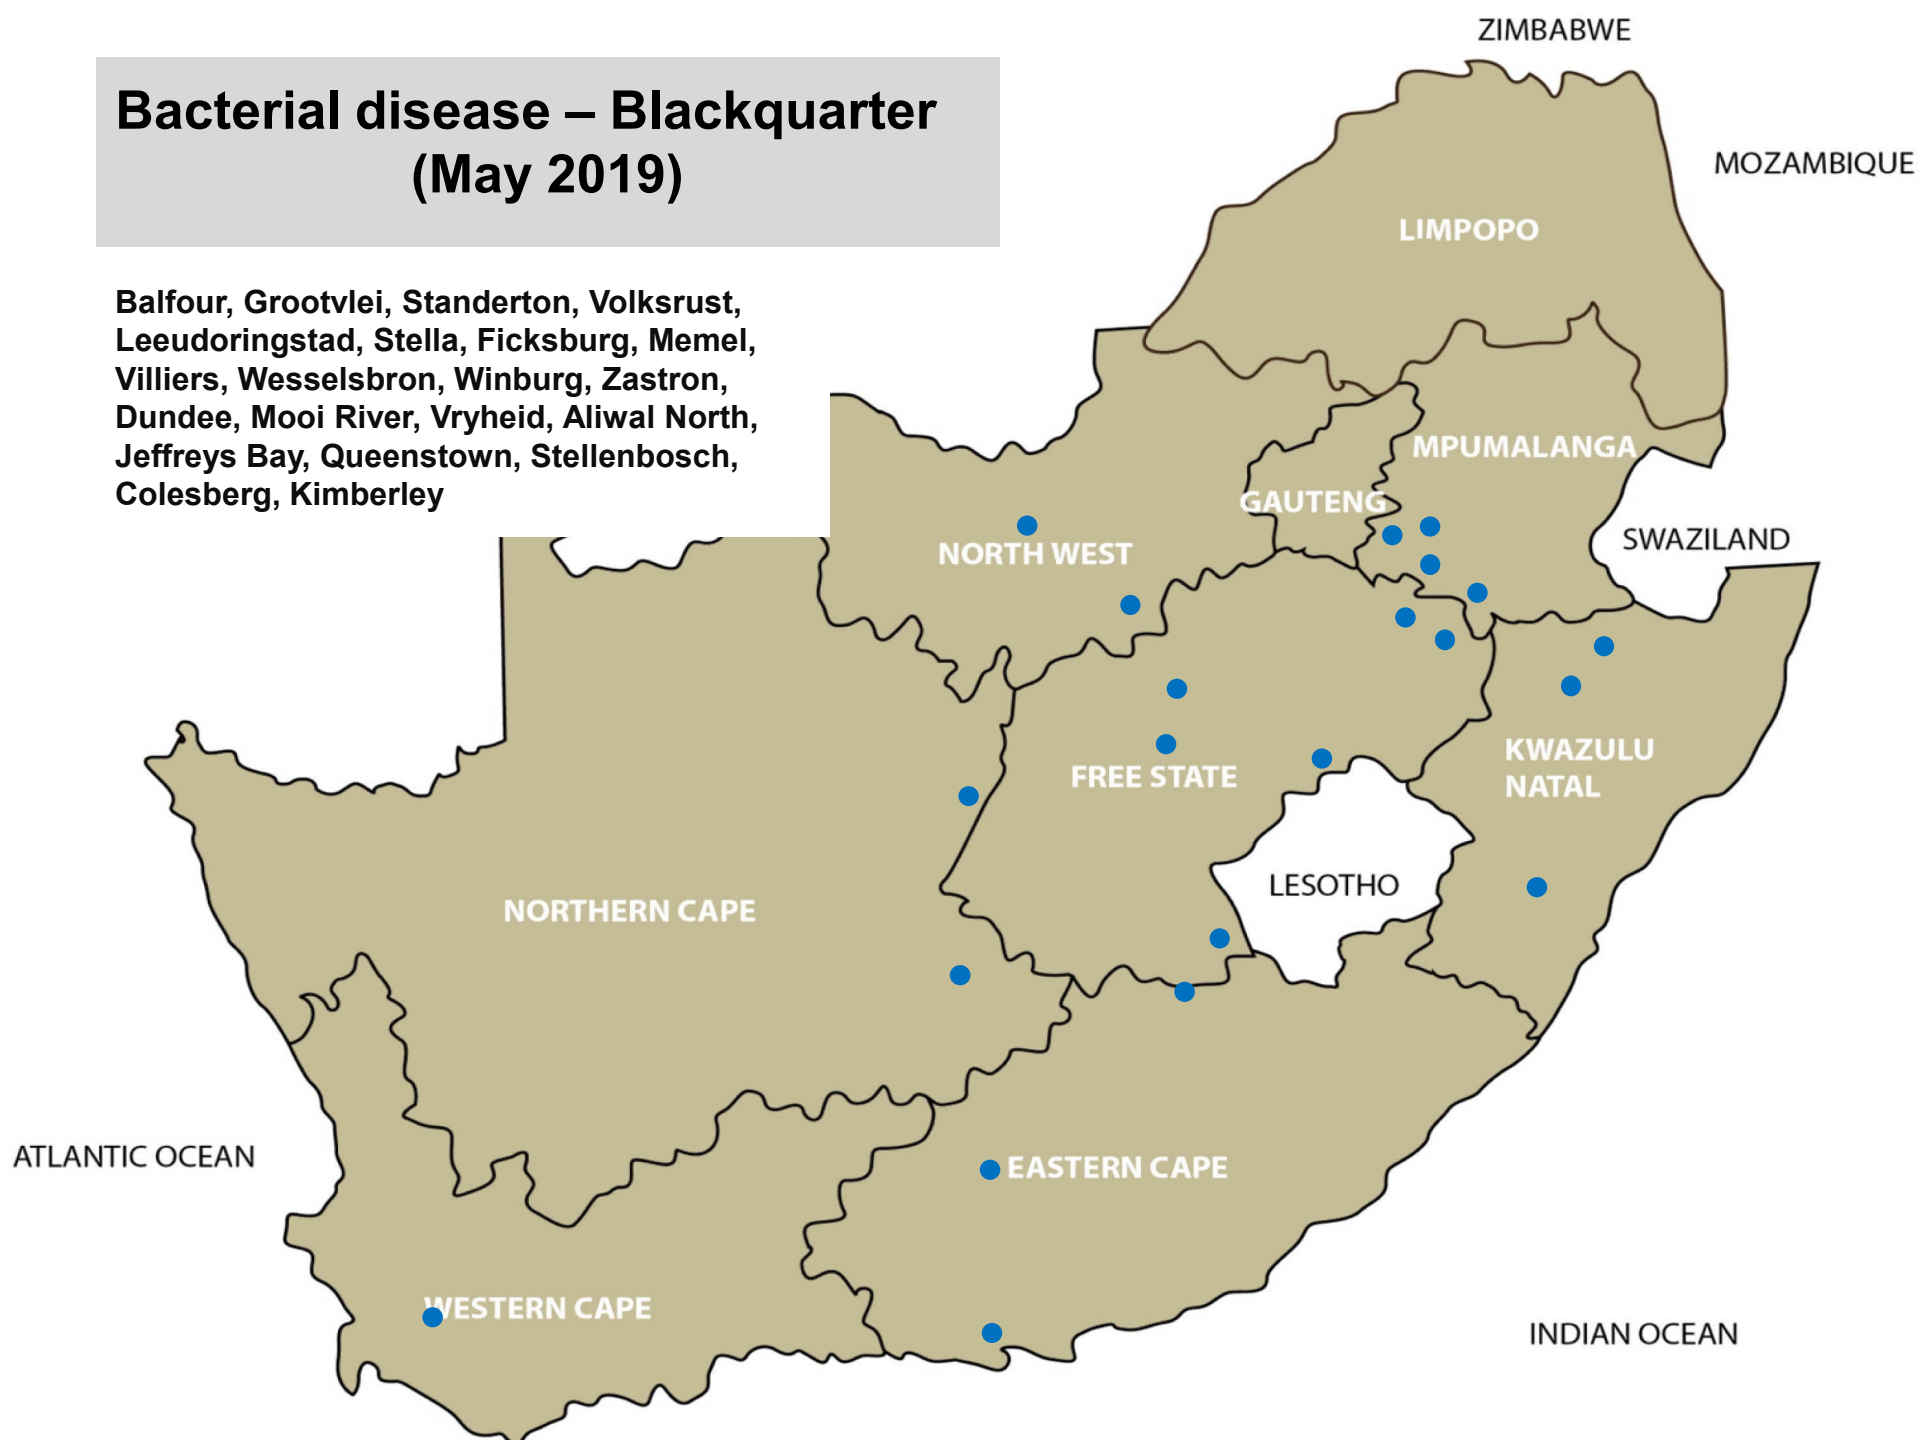 Bacterial disease – Blackquarter
(May 2019)
Balfour, Grootvlei, Standerton, Volksrust,
Leeudoringstad, Stella, Ficksburg, Memel,
Villiers, Wesselsbron, Winburg, Zastron,
Dundee, Mooi River, Vryheid, Aliwal North,
Jeffreys Bay, Queenstown, Stellenbosch,
Colesberg, Kimberley
ZIMBABWE
MOZAMBIQUE
LIMPOPO
MPUMALANGA
GAUTENG
SWAZILAND
NORTH WEST
KWAZULU
NATAL
FREE STATE
LESOTHO
NORTHERN CAPE
ATLANTIC OCEAN
EASTERN CAPE
WESTERN CAPE
INDIAN OCEAN